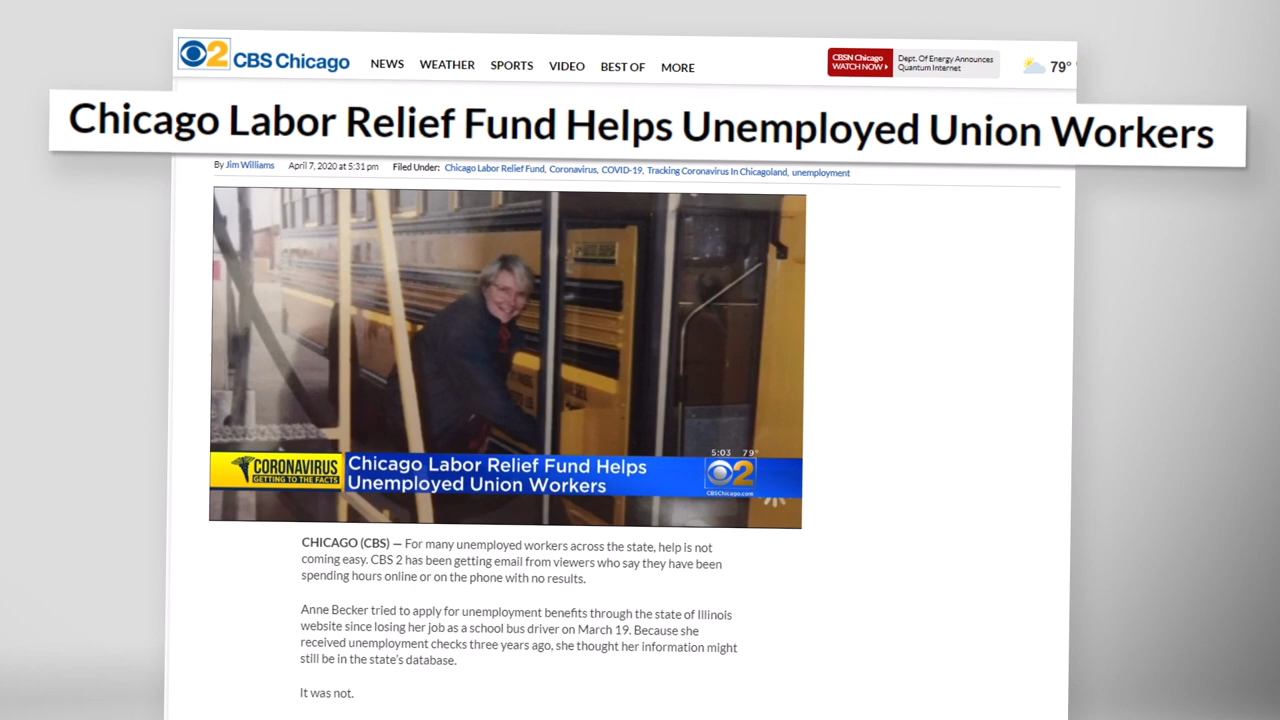 2 CBS Chicago
NEWS WEATHER SPORTS VIDEO BEST OF MORE
CBSN Chicago
WATCH NOW
Dept. Of Energy Announces
Quantum Internet
79°
Chicago Labor Relief Fund Helps Unemployed Union Workers
By Jim Williams April 7, 2020 at 5:31 pm Filed Under: Chicago Labor Relief Fund, Coronavirus, COVID-19, Tracking Coronavirus In Chicagoland, unemployment
CORONAVIRUS
GETTING TO THE FACTS
Chicago Labor Relief Fund Helps
Unemployed Union Workers
5:03 79°
2
CBSChicago.com
CHICAGO (CBS) — For many unemployed workers across the state, help is not
coming easy. CBS 2 has been getting email from viewers who say they have been
spending hours online or on the phone with no results.
Anne Becker tried to apply for unemployment benefits through the state of Illinois
website since losing her job as a school bus driver on March 19. Because she
received unemployment checks three years ago, she thought her information might
still be in the state's database.
It was not.